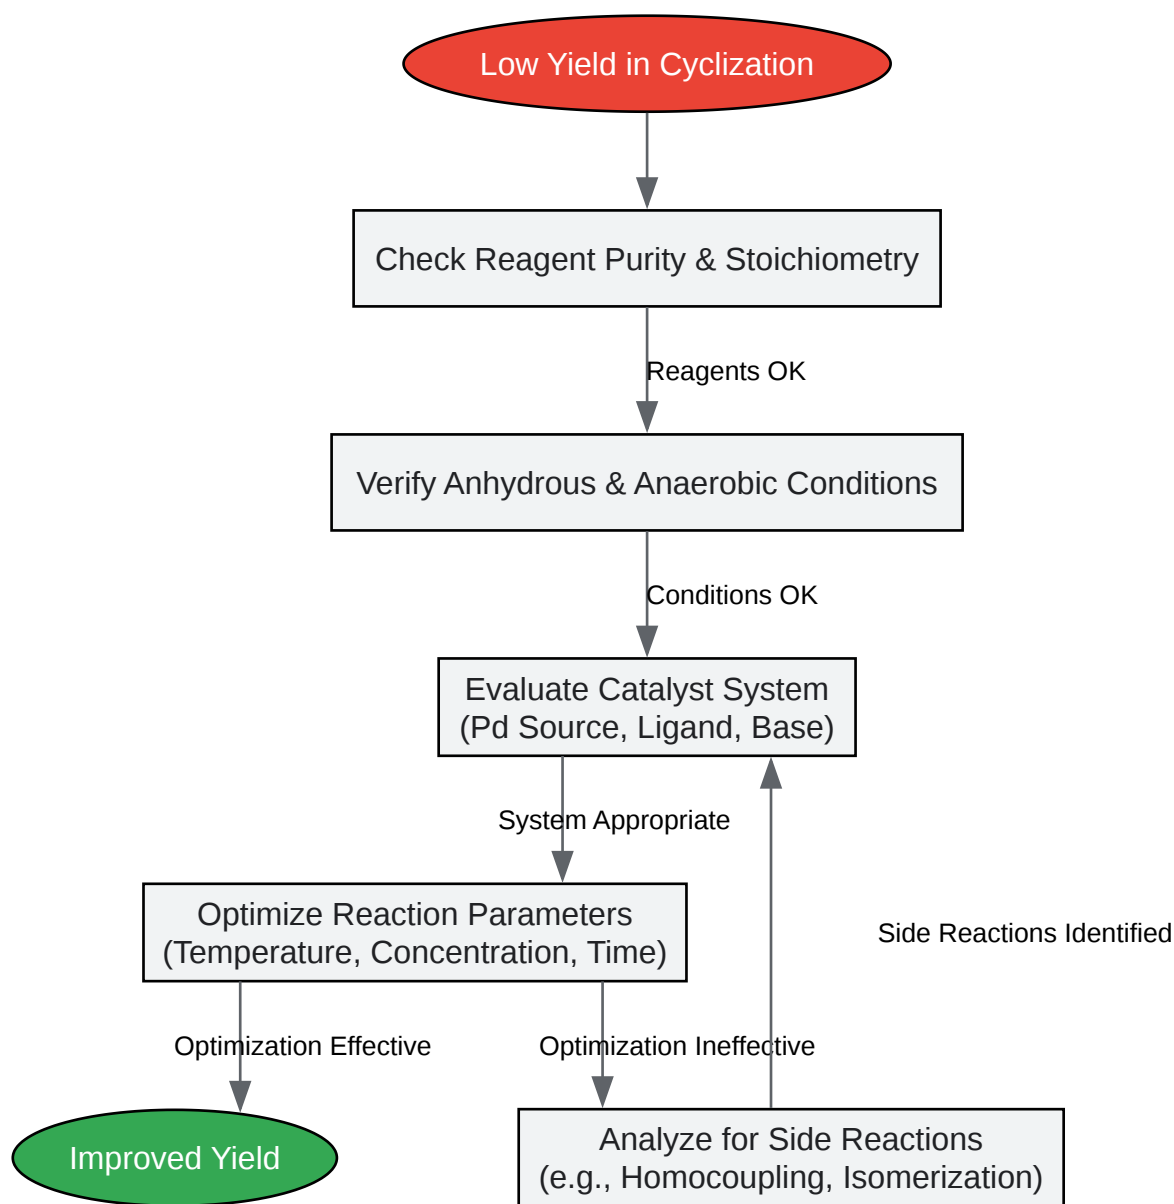 Low Yield in Cyclization
Check Reagent Purity & Stoichiometry
Reagents OK
Verify Anhydrous & Anaerobic Conditions
Conditions OK
Evaluate Catalyst System
(Pd Source, Ligand, Base)
System Appropriate
Optimize Reaction Parameters
(Temperature, Concentration, Time)
Side Reactions Identified
Optimization Effective
Optimization Ineffective
Improved Yield
Analyze for Side Reactions
(e.g., Homocoupling, Isomerization)